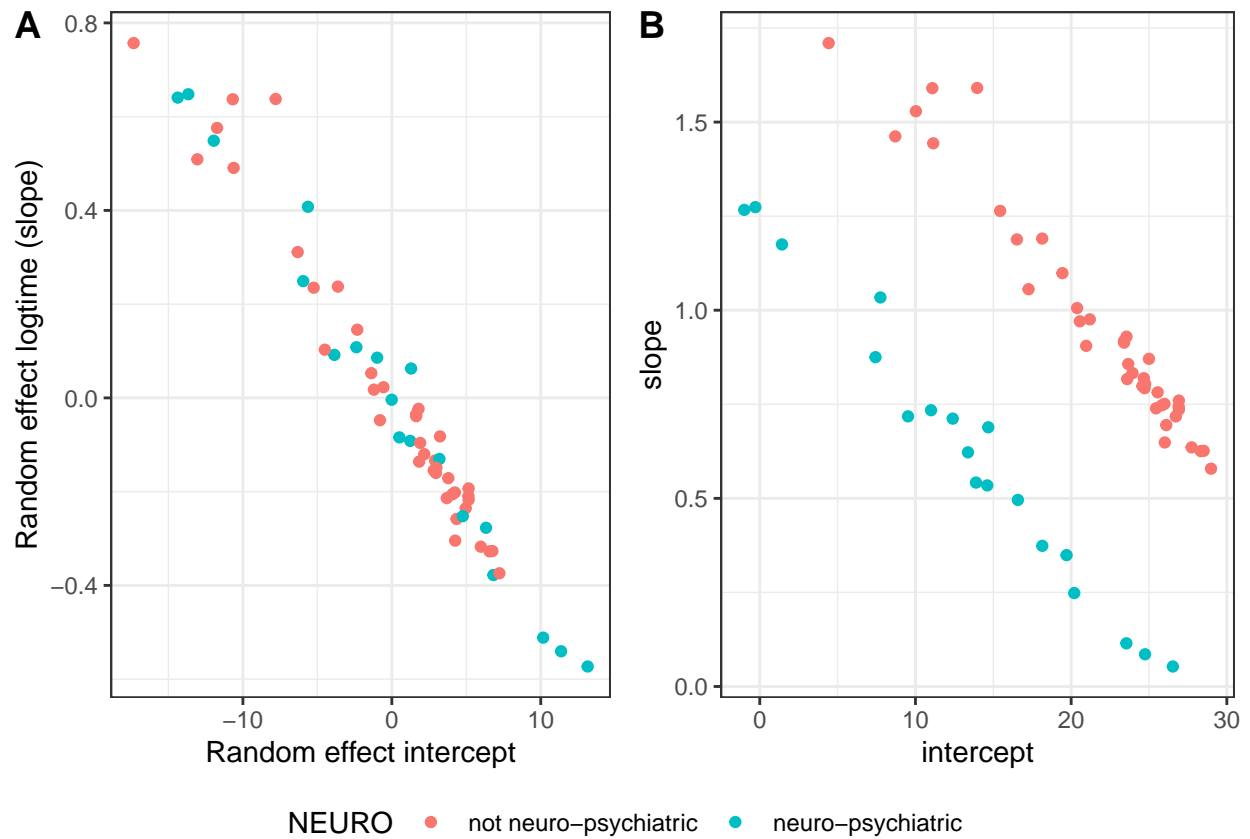 A
B
0.8
0.4
0.0
−0.4
Random effect logtime (slope)
−10
0
10
Random effect intercept
1.5
1.0
0.5
0.0
slope
0
10
20
30
intercept
NEURO not neuro−psychiatric neuro−psychiatric